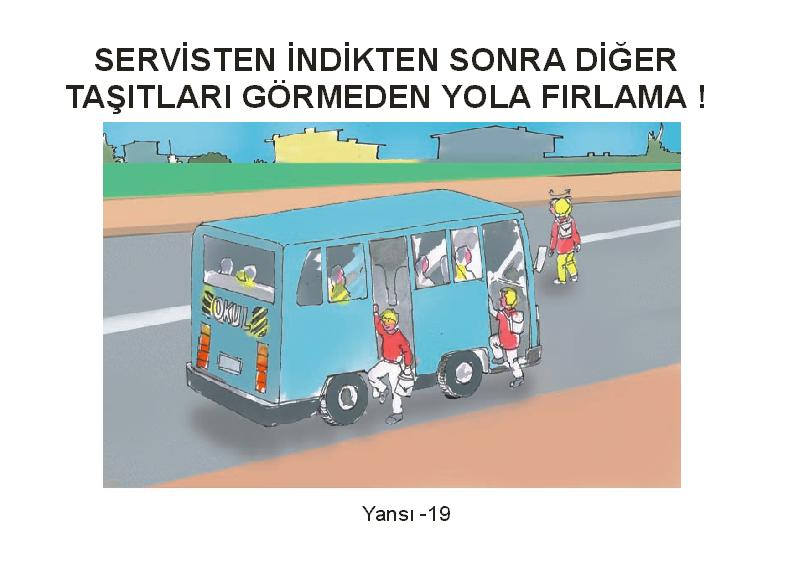 SERVİSTEN İNDİKTEN SONRA DİĞER
TAŞITLARI GÖRMEDEN YOLA FIRLAMA !
OKUL
Yansı -19